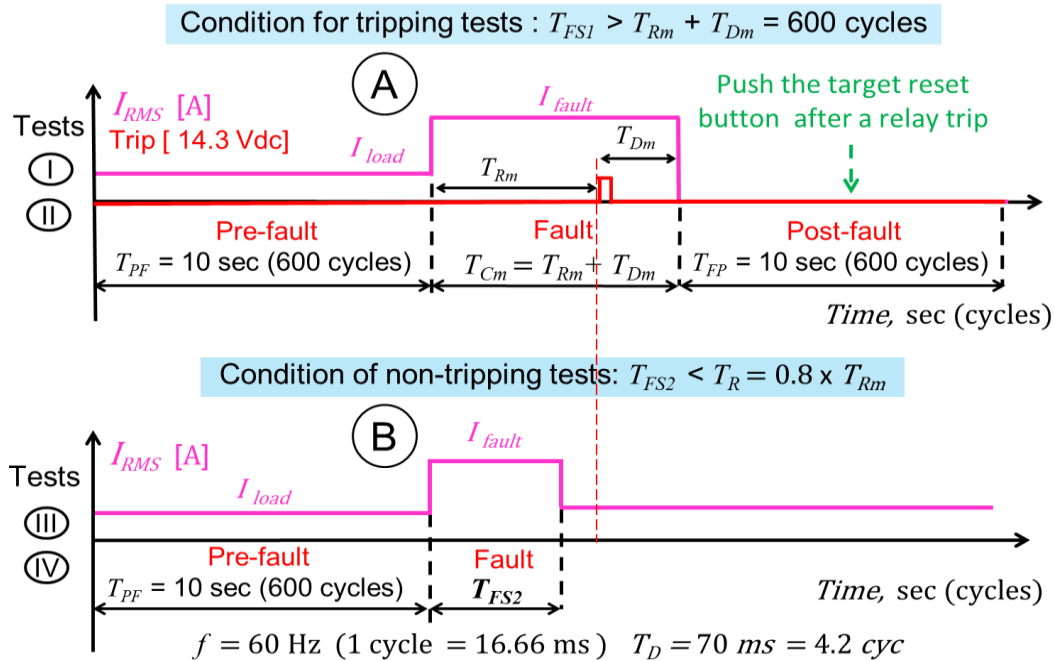 Condition for tripping tests : T_FS1 > T_Rm + T_Dm = 600 cycles
A
I_RMS [A]
Trip [ 14.3 Vdc]
Tests
I
II
I_load
I_fault
T_Rm
T_Dm
Push the target reset
button after a relay trip
Pre-fault
Fault
Post-fault
T_PF = 10 sec (600 cycles)
T_Cm = T_Rm + T_Dm
T_FP = 10 sec (600 cycles)
Time, sec (cycles)
Condition of non-tripping tests: T_FS2 < T_R = 0.8 x T_Rm
B
I_RMS [A]
Tests
III
IV
I_load
I_fault
Pre-fault
Fault
T_PF = 10 sec (600 cycles)
T_FS2
Time, sec (cycles)
f = 60 Hz (1 cycle = 16.66 ms) T_D = 70 ms = 4.2 cyc